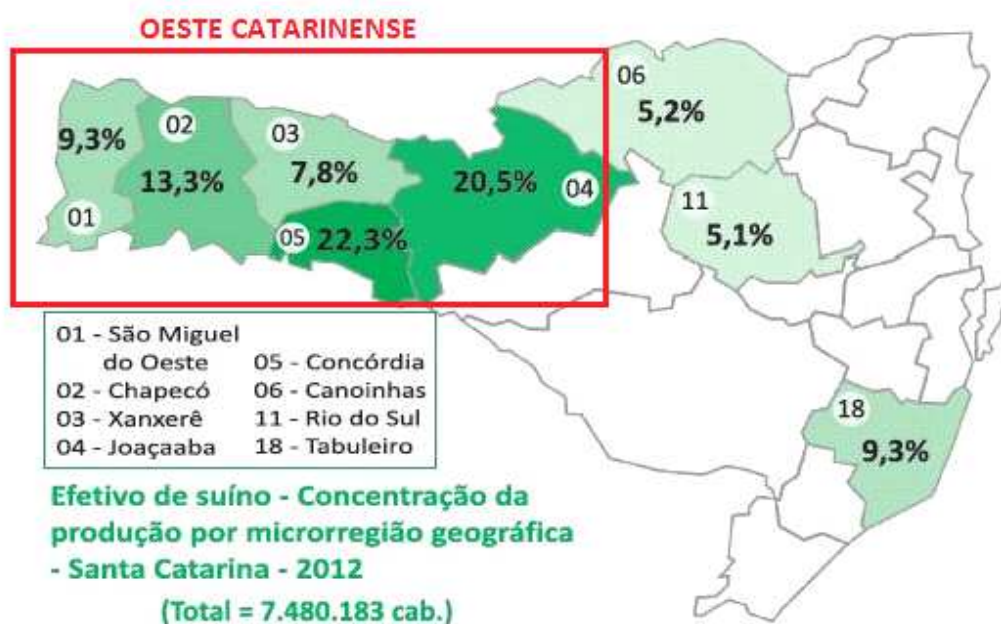 OESTE CATARINENSE
06
5,2%
02
03
9,3%
7,8%
20,5%
13,3%
04
11
01
05
22,3%
5,1%
01 - São Miguel
do Oeste
02 - Chapecó
03 - Xanxerê
04 - Joaçaaba
05 - Concórdia
06 - Canoinhas
11 - Rio do Sul
18 - Tabuleiro
18
9,3%
Efetivo de suíno - Concentração da
produção por microrregião geográfica
- Santa Catarina - 2012
(Total = 7.480.183 cab.)